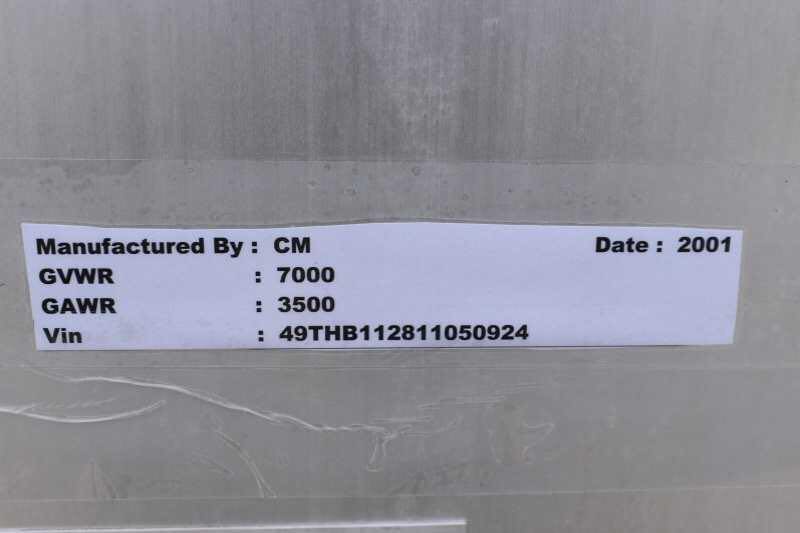 Manufactured By : CM Date : 2001
GVWR : 7000
GAWR : 3500
Vin : 49THB112811050924